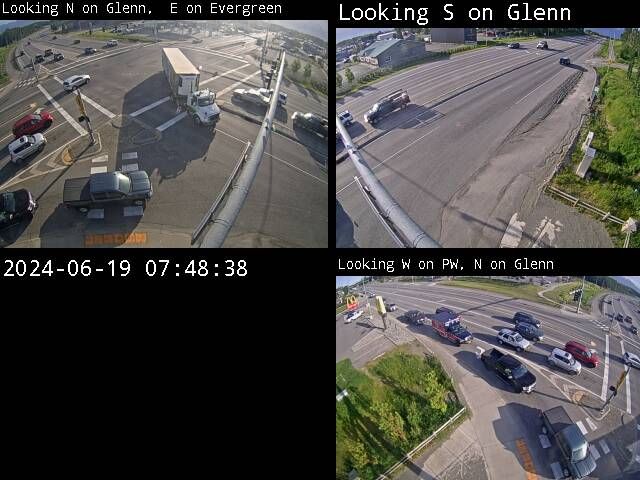 Looking N on Glenn,  E on Evergreen
Looking S on Glenn
2024-06-19 07:48:38
Looking W on PW, N on Glenn